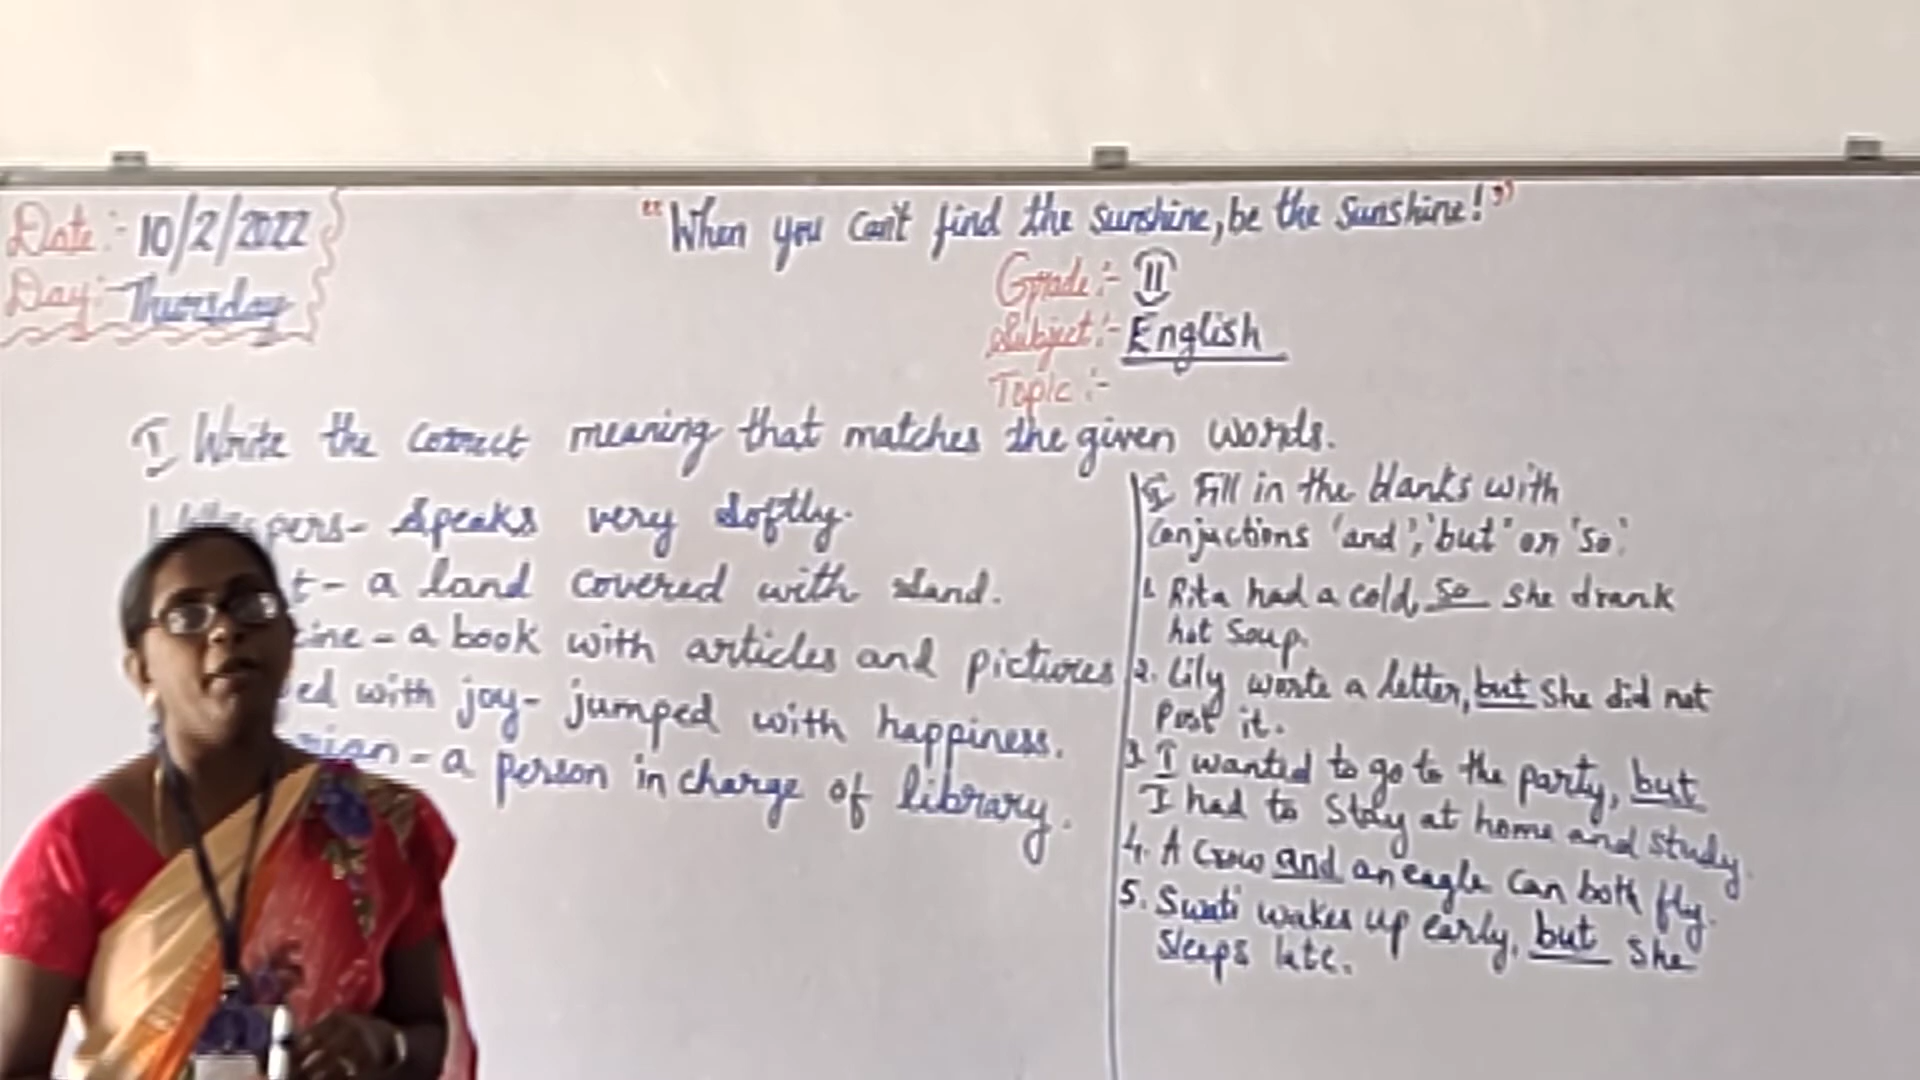 Date:- 10/2/2022
Day:- Thursday
"When you can't find the sunshine, be the sunshine!"
Grade:- II
Subject:- English
Topic:-
I Write the correct meaning that matches the given words.
speaks very softly.
- a land covered with sand.
- a book with articles and pictures
with joy- jumped with happiness.
- a person in charge of library.
Fill in the blanks with
Conjuctions 'and', 'but' or 'so'.
1. Rita had a cold, so she drank
hot soup.
2. Lily wrote a letter, but she did not
post it.
3. I wanted to go to the party, but
I had to stay at home and study.
4. A crow and an eagle can both fly.
5. Swati wakes up early, but she
sleeps late.